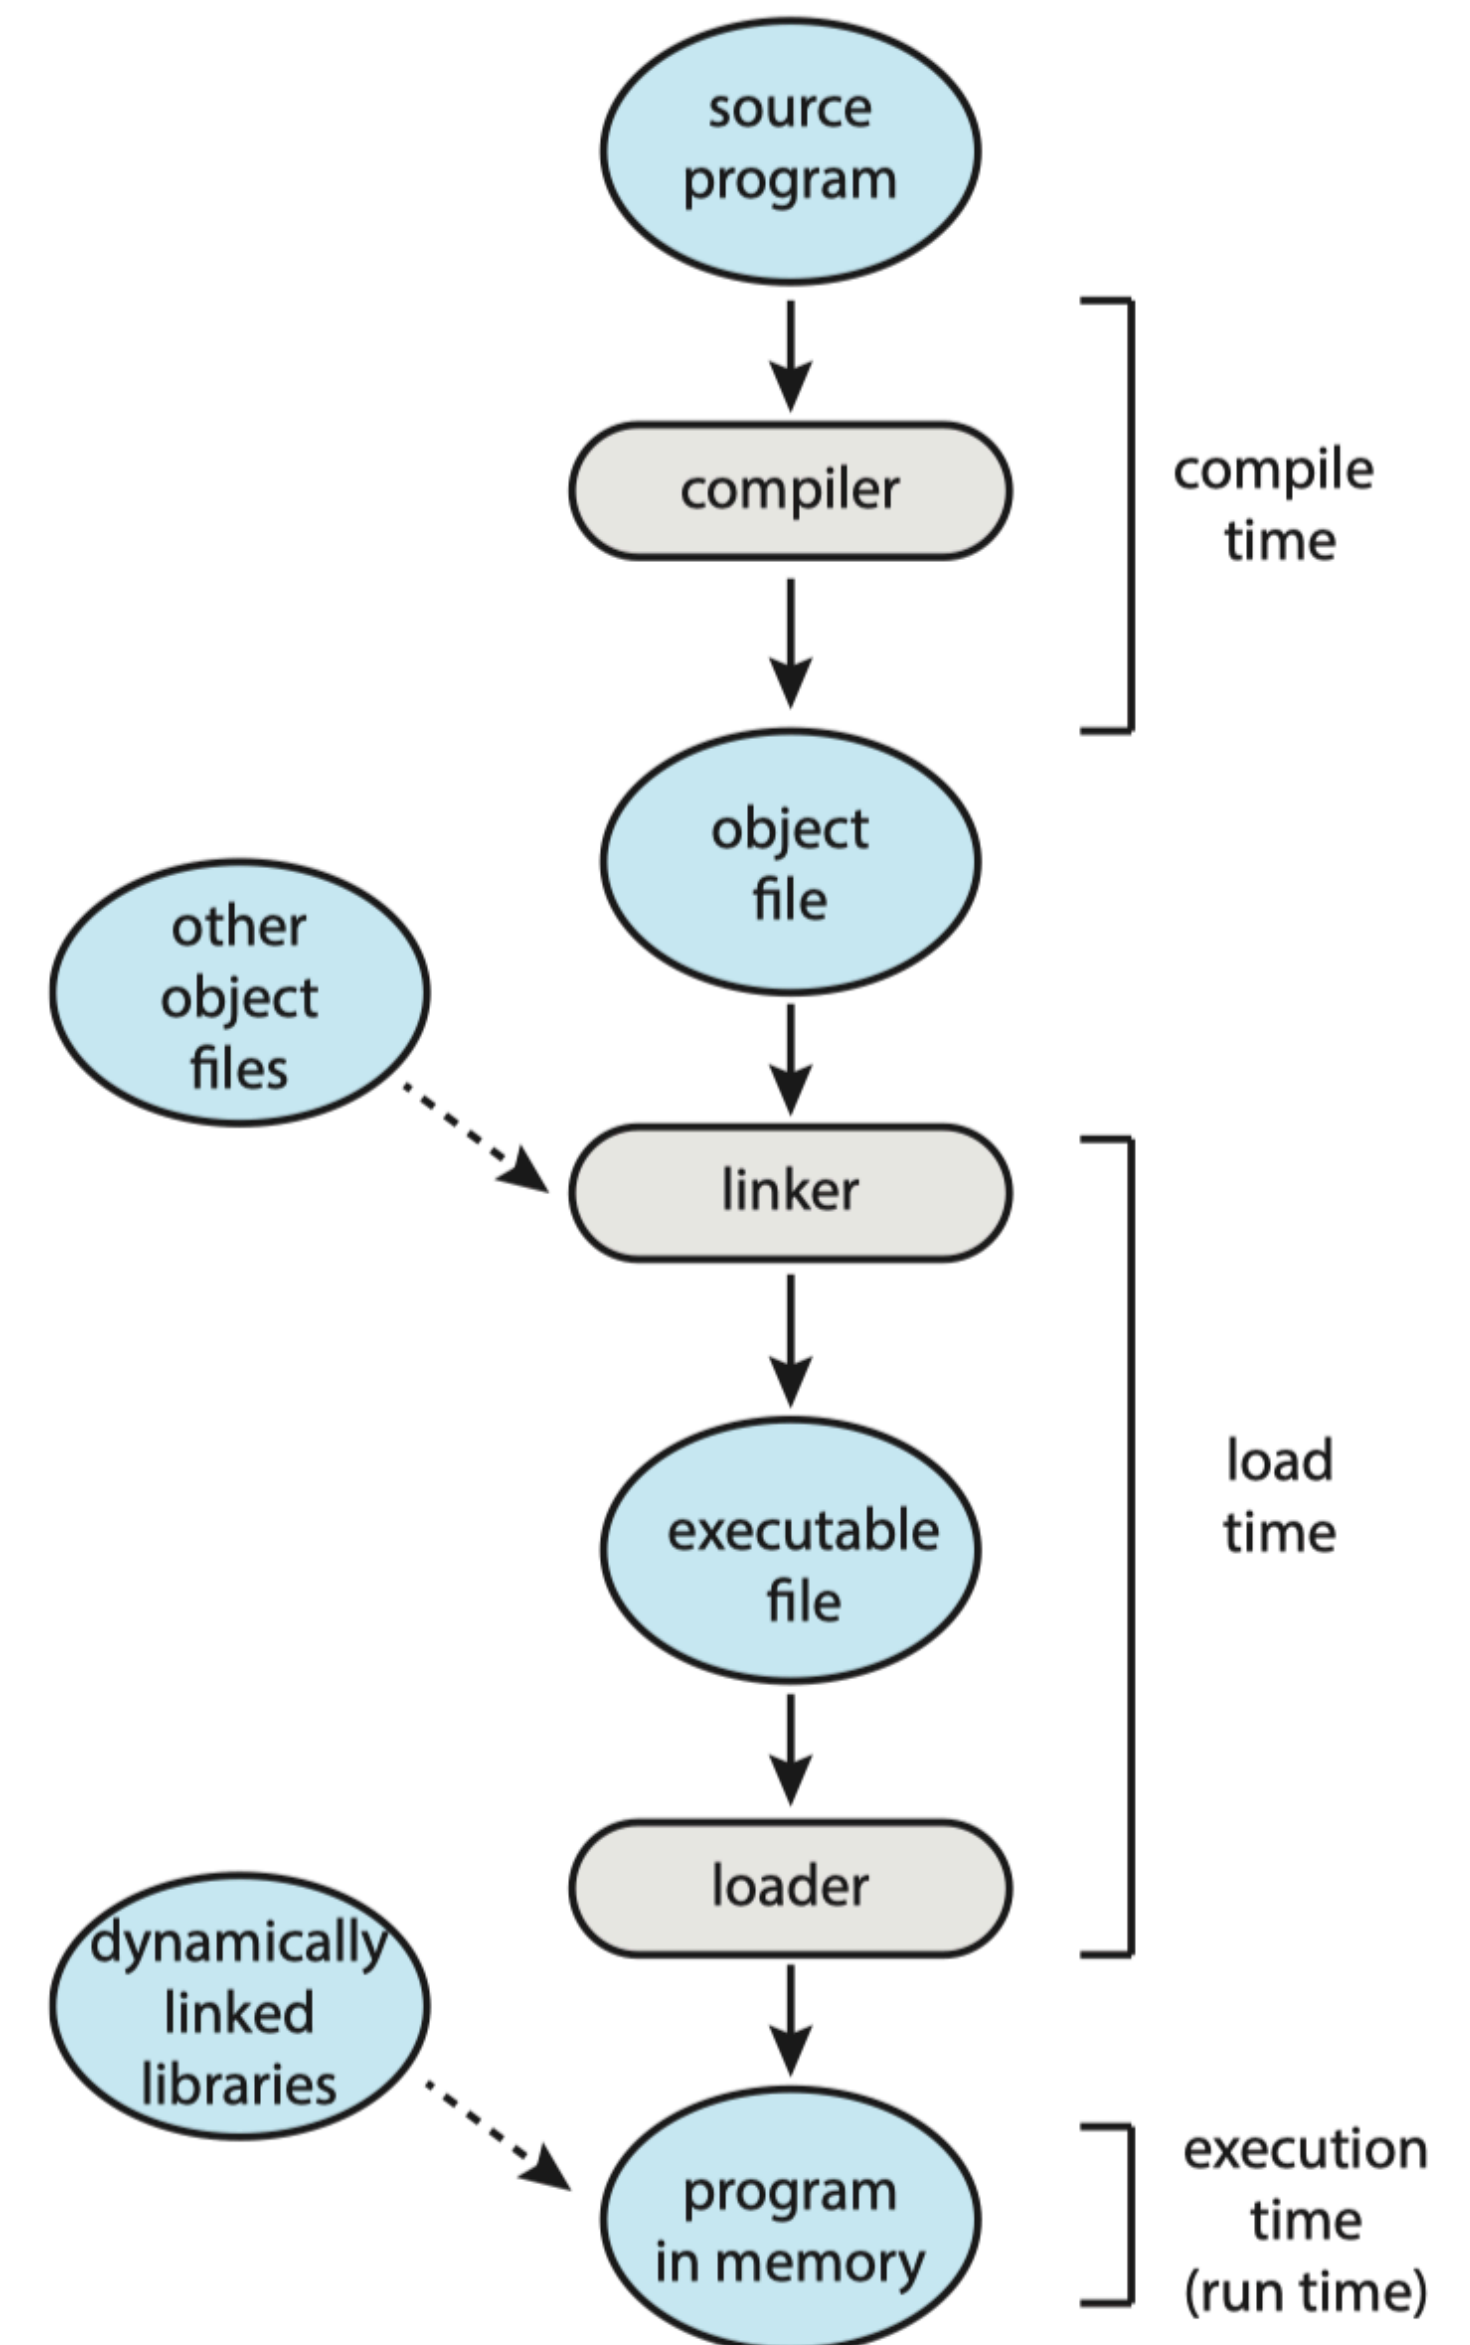 source
program
compiler
compile
time
object
file
other
object
files
linker
executable
file
load
time
loader
dynamically
linked
libraries
program
in memory
execution
time
(run time)